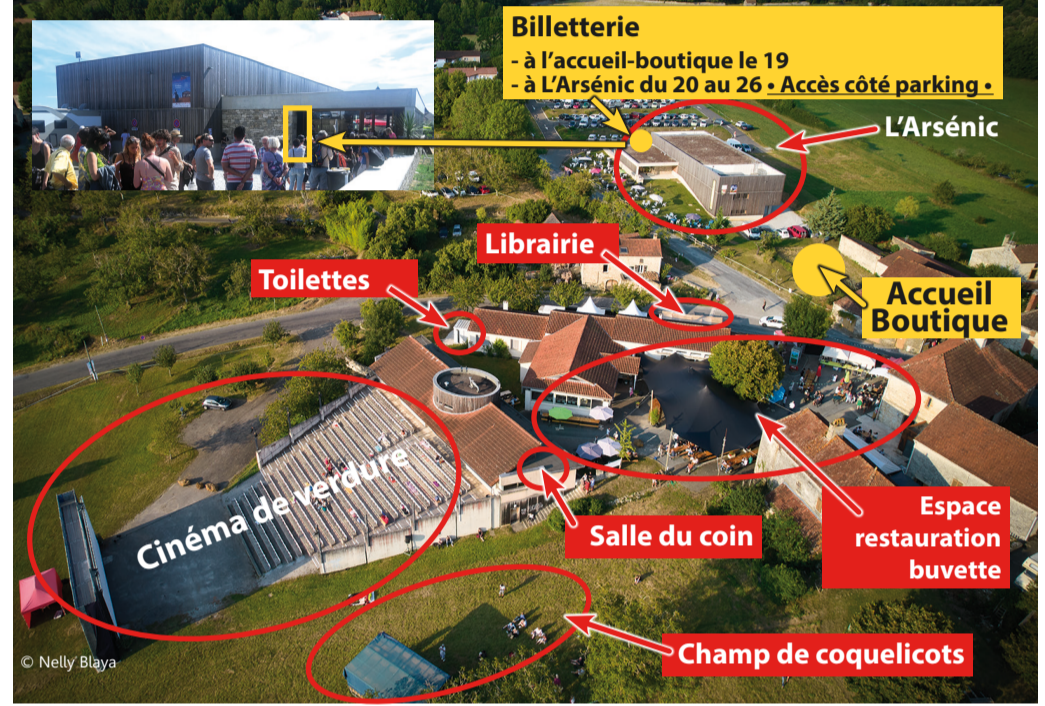 Billetterie
- à l'accueil-boutique le 19
- à L'Arsénic du 20 au 26 • Accès côté parking •
L'Arsénic
Librairie
Toilettes
Accueil
Boutique
Cinéma de verdure
Salle du coin
Espace
restauration
buvette
Champ de coquelicots
© Nelly Blaya